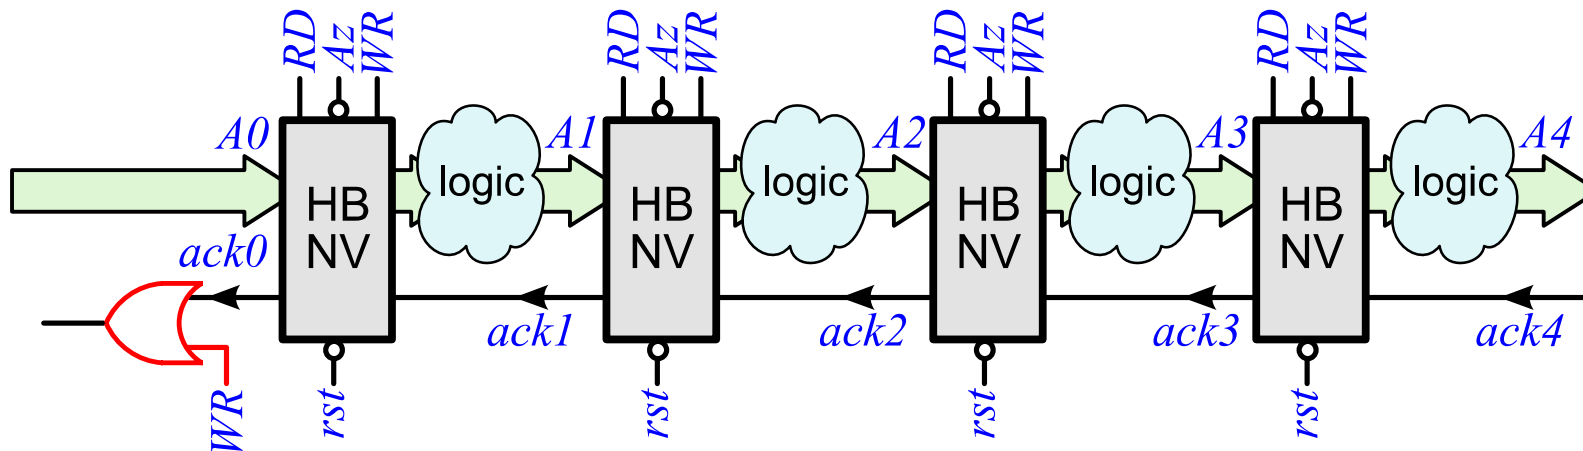 RD Az WR RD Az WR RD Az WR RD Az WR
A0 A1 A2 A3 A4
logic logic logic logic
HB HB HB HB
NV NV NV NV
ack0
ack1 ack2 ack3 ack4
WR rst rst rst rst